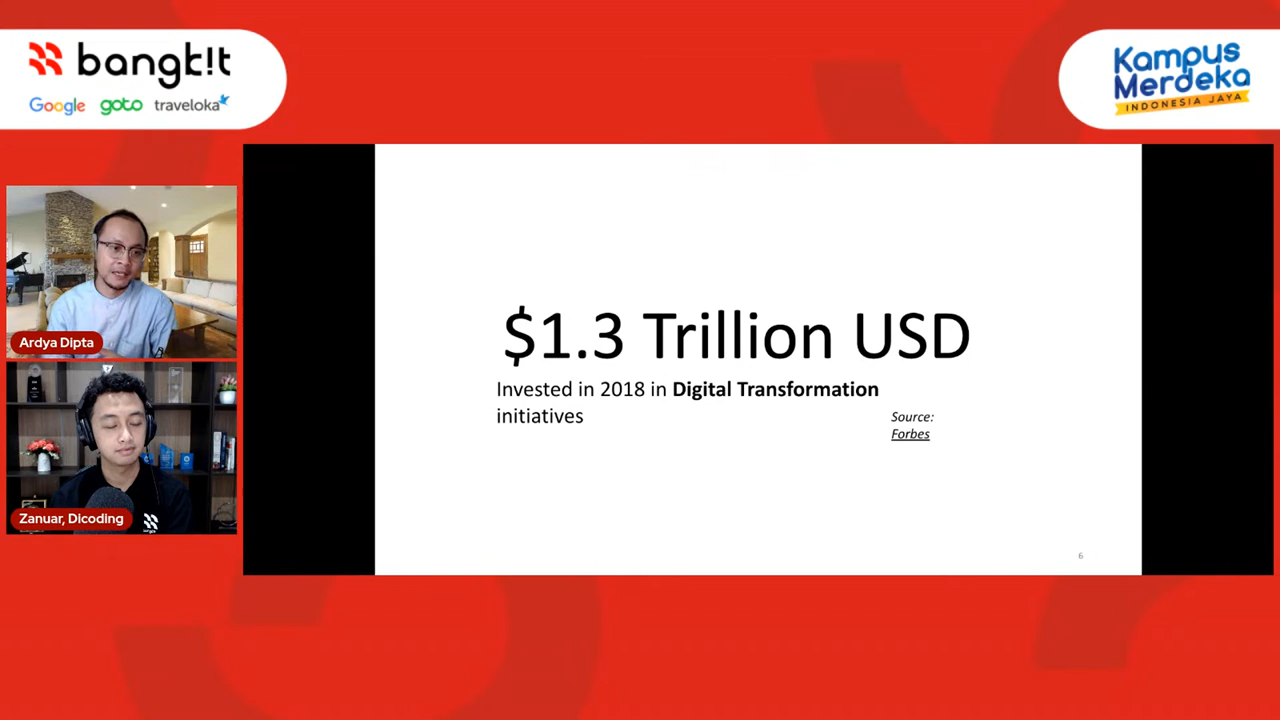 bangk!t
Google goto traveloka
Kampus
Merdeka
INDONESIA JAYA
Ardya Dipta
Zanuar, Dicoding
$1.3 Trillion USD
Invested in 2018 in Digital Transformation
initiatives
Source:
Forbes
6